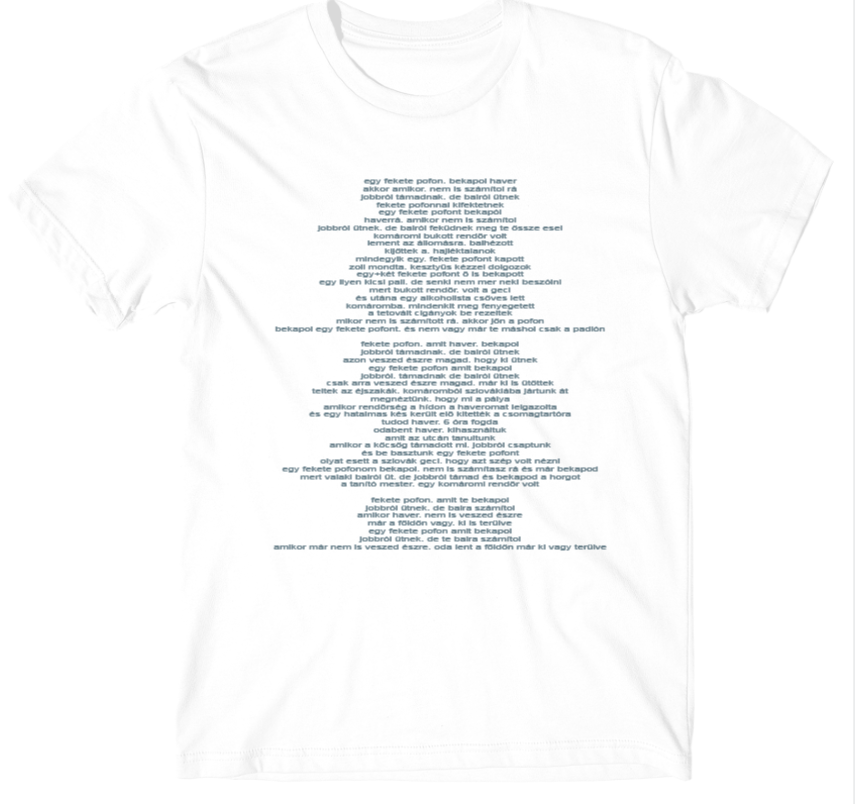 egy fekete pofon. bekapol haver
akkor amikor. nem is számítol rá
jobbról támadnak. de balról ütnek
fekete pofonnal kifektetnek
egy fekete pofont bekapól
haverrá. amikor nem is számítol
jobbról ütnek. de balról feküdnek meg te össze esel
komáromi bukott rendőr volt
lement az állomásra. balhézott
kijöttek a. hajléktalanok
mindegyik egy. fekete pofont kapott
zoli mondta. kesztyüs kézzel dolgozok
egy+két fekete pofont ő is bekapott
egy ilyen kicsi pali. de senki nem mer neki beszólni
mert bukott rendőr. volt a geci
és utána egy alkoholista csöves lett
komáromba. mindenkit meg fenyegetett
a tetovált cigányok be rezeltek
mikor nem is számított rá. akkor jön a pofon
bekapol egy fekete pofont. és nem vagy már te máshol csak a padlón
fekete pofon. amit haver. bekapol
jobbról támadnak. de balról ütnek
azon veszed észre magad. hogy ki ütnek
egy fekete pofon amit bekapol
jobbról. támadnak de balról ütnek
csak arra veszed észre magad. már ki is ütöttek
teltek az éjszakák. komáromból szlovákiába jártunk át
megnéztünk. hogy mi a pálya
amikor rendőrség a hídon a haveromat leigazolta
és egy hatalmas kés került elő kitették a csomagtartóra
tudod haver. 6 óra fogda
odabent haver. kihasználtuk
amit az utcán tanultunk
amikor a köcsög támadott mi. jobbról csaptunk
és be basztunk egy fekete pofont
olyat esett a szlovák geci. hogy azt szép volt nézni
egy fekete pofonom bekapol. nem is számítasz rá és már bekapod
mert valaki balról üt. de jobbról támad és bekapod a horgot
a tanító mester. egy komáromi rendőr volt
fekete pofon. amit te bekapol
jobbról ütnek. de balra számítol
amikor haver. nem is veszed észre
már a földön vagy. ki is terülve
egy fekete pofon amit bekapol
jobbról ütnek. de te balra számítol
amikor már nem is veszed észre. oda lent a földön már ki vagy terülve